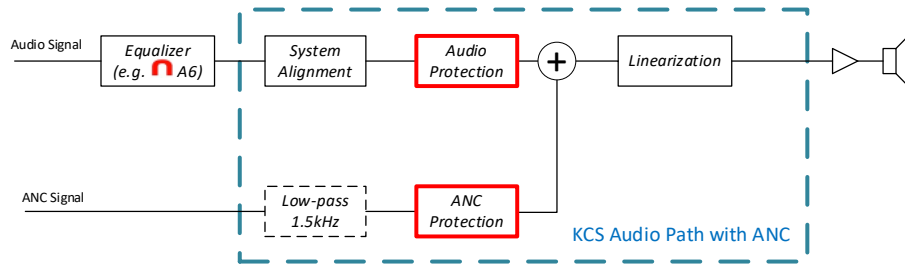 Audio Signal
Equalizer
(e.g. A6)
System
Alignment
Audio
Protection
+
Linearization
ANC Signal
Low-pass
1.5kHz
ANC
Protection
KCS Audio Path with ANC